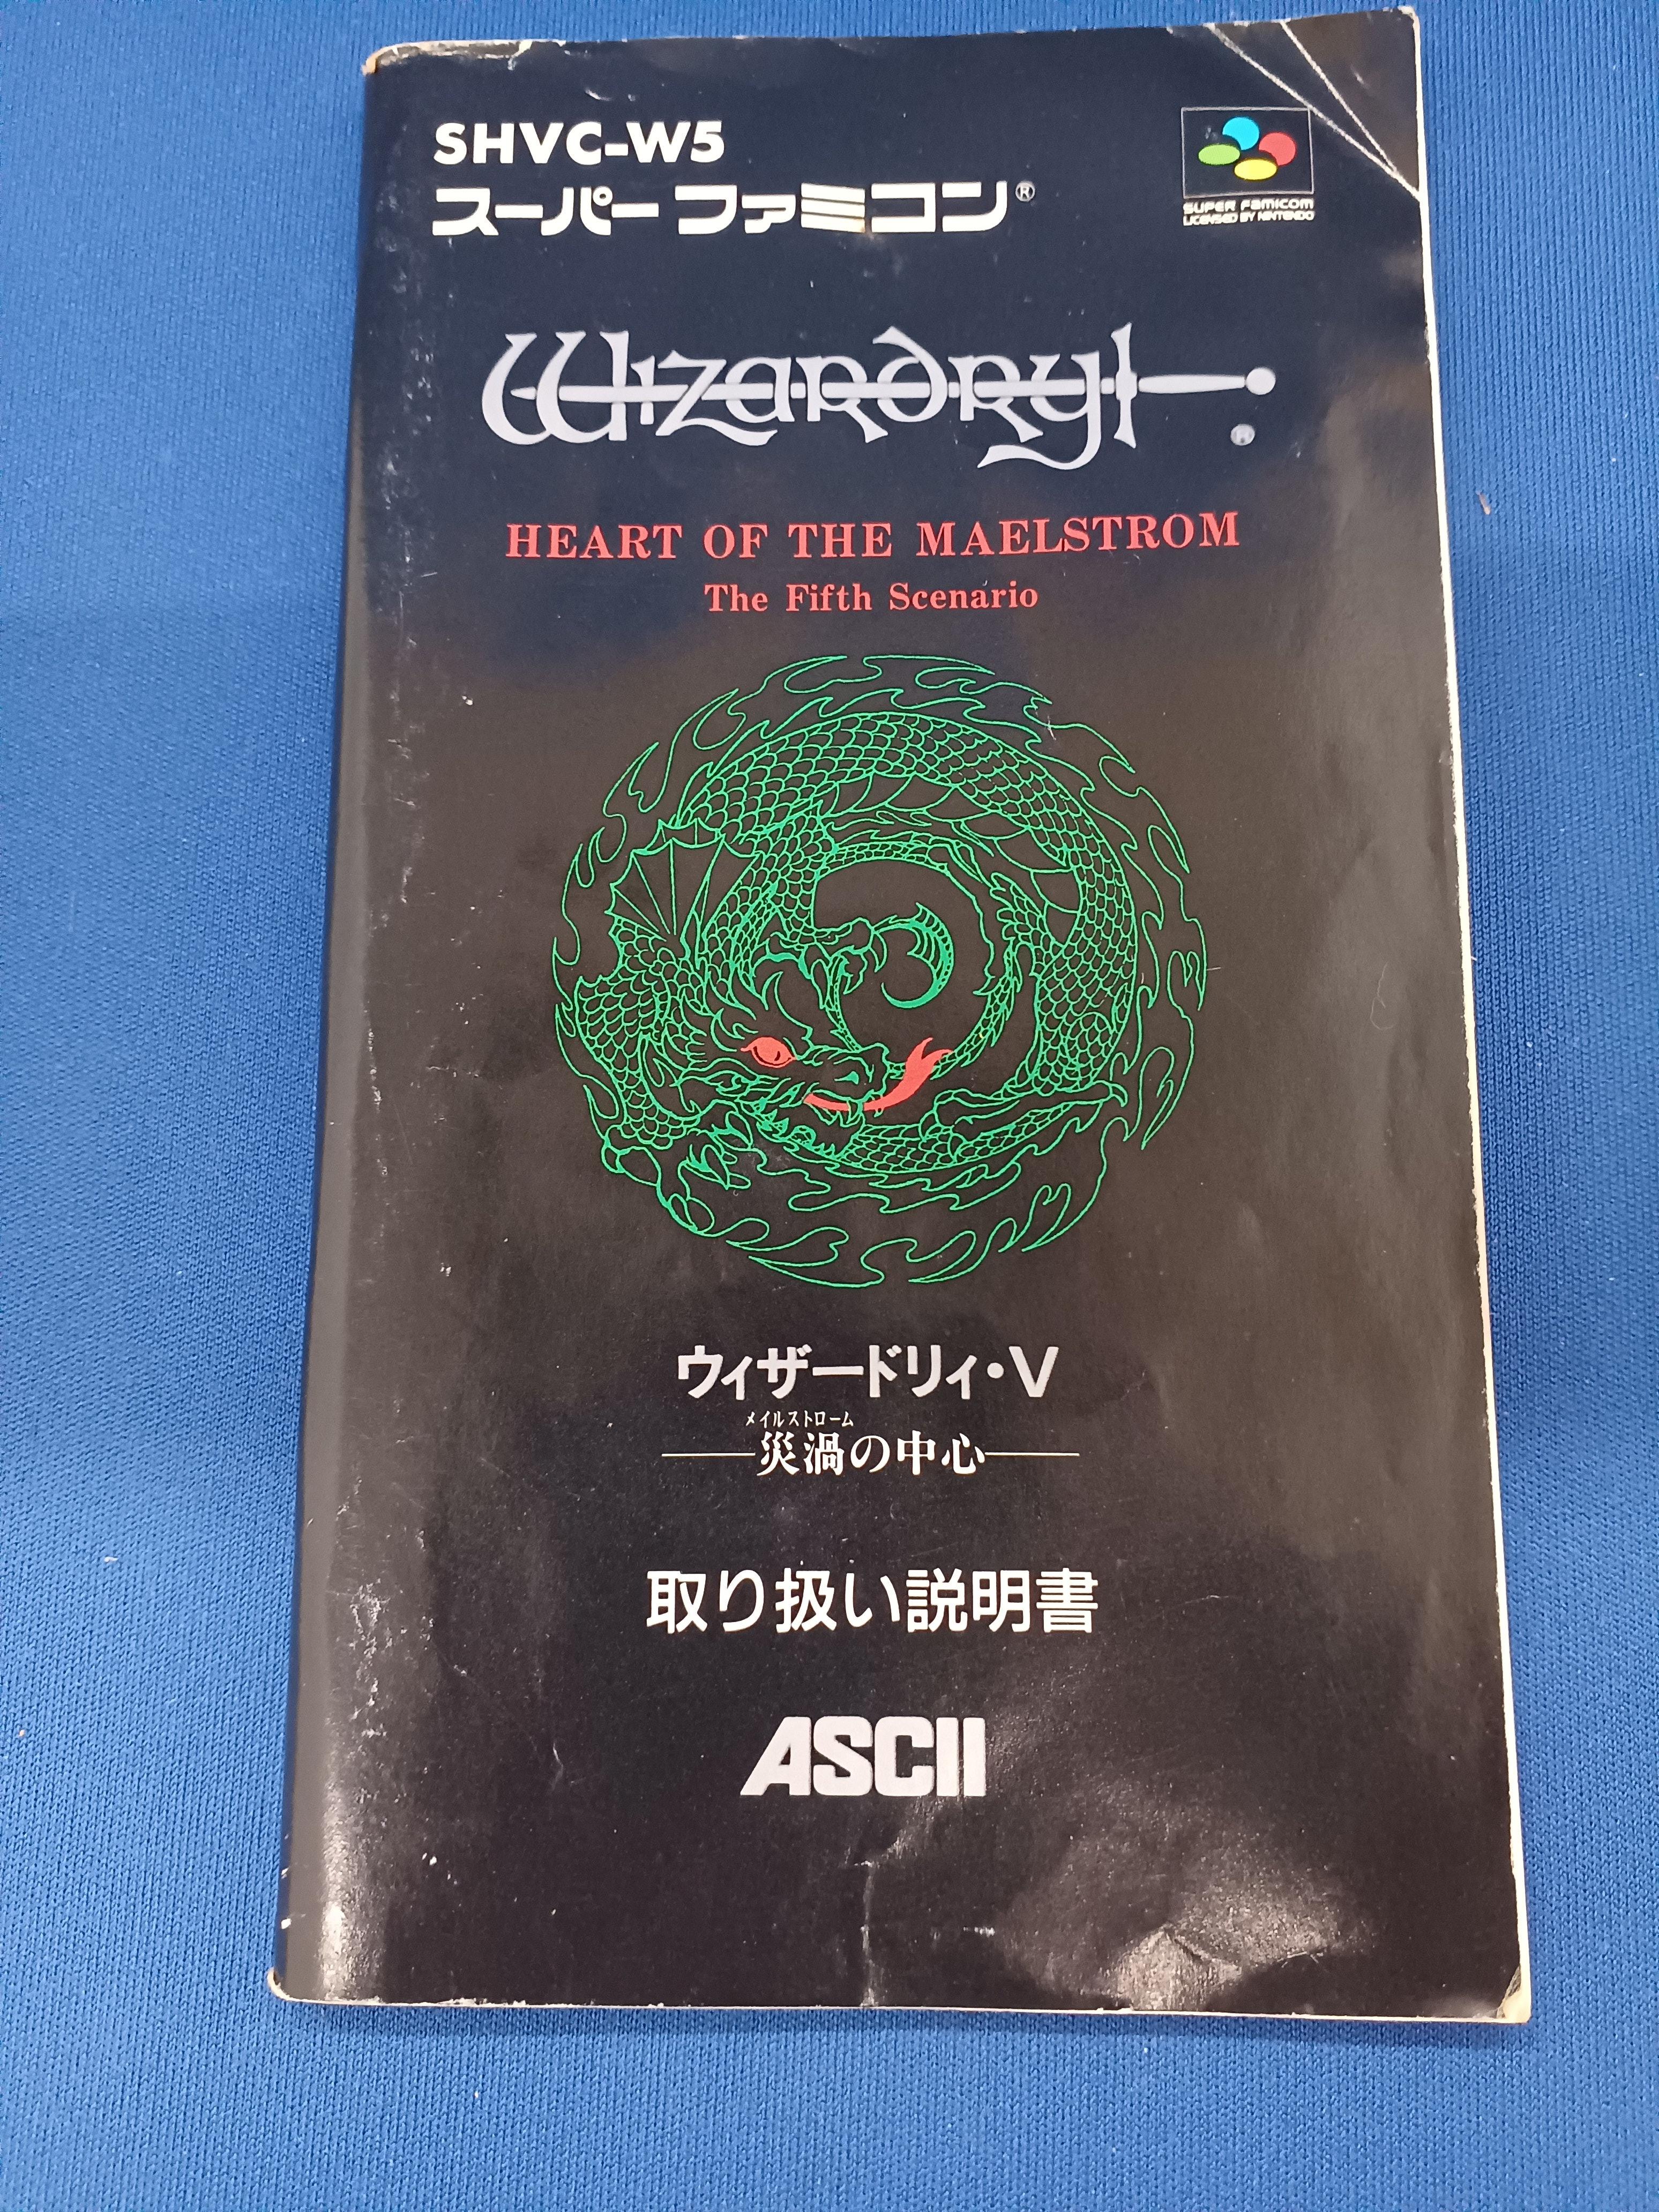 SHVC-W5
スーパーファミコン®
SUPER FAMICOM
LICENSED BY NINTENDO
Wizardry
®
HEART OF THE MAELSTROM
The Fifth Scenario
ウィザードリィ・V
メイルストローム
災渦の中心
取り扱い説明書
ASCII